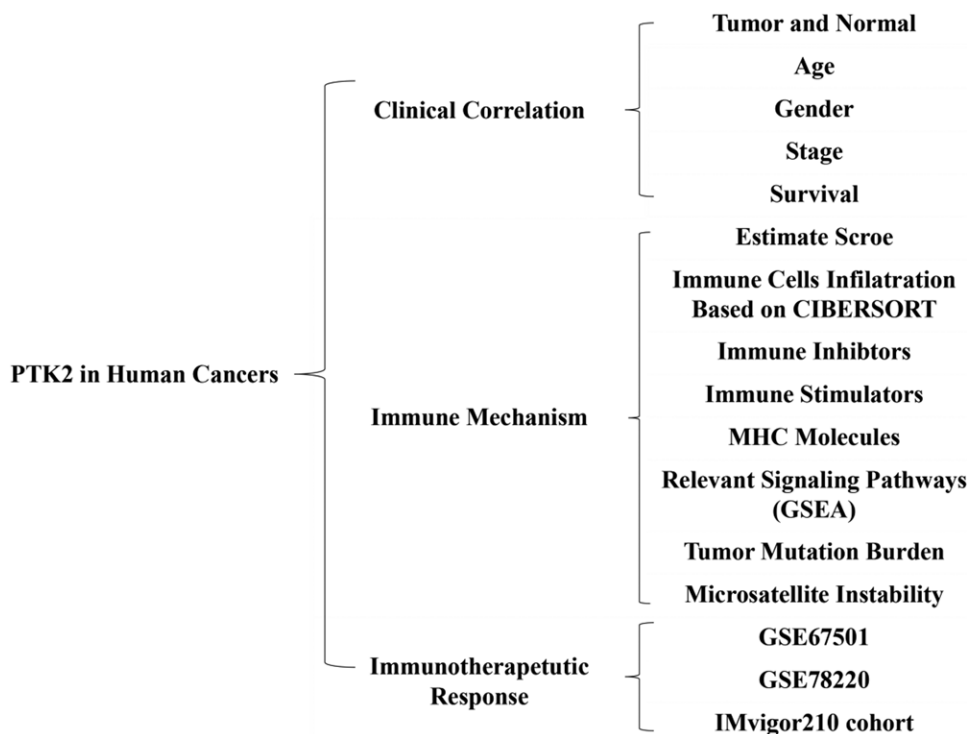 PTK2 in Human Cancers
Clinical Correlation
Tumor and Normal
Age
Gender
Stage
Survival
Immune Mechanism
Estimate Scroe
Immune Cells Infilatration
Based on CIBERSORT
Immune Inhibtors
Immune Stimulators
MHC Molecules
Relevant Signaling Pathways
(GSEA)
Tumor Mutation Burden
Microsatellite Instability
Immunotherapetutic
Response
GSE67501
GSE78220
IMvigor210 cohort